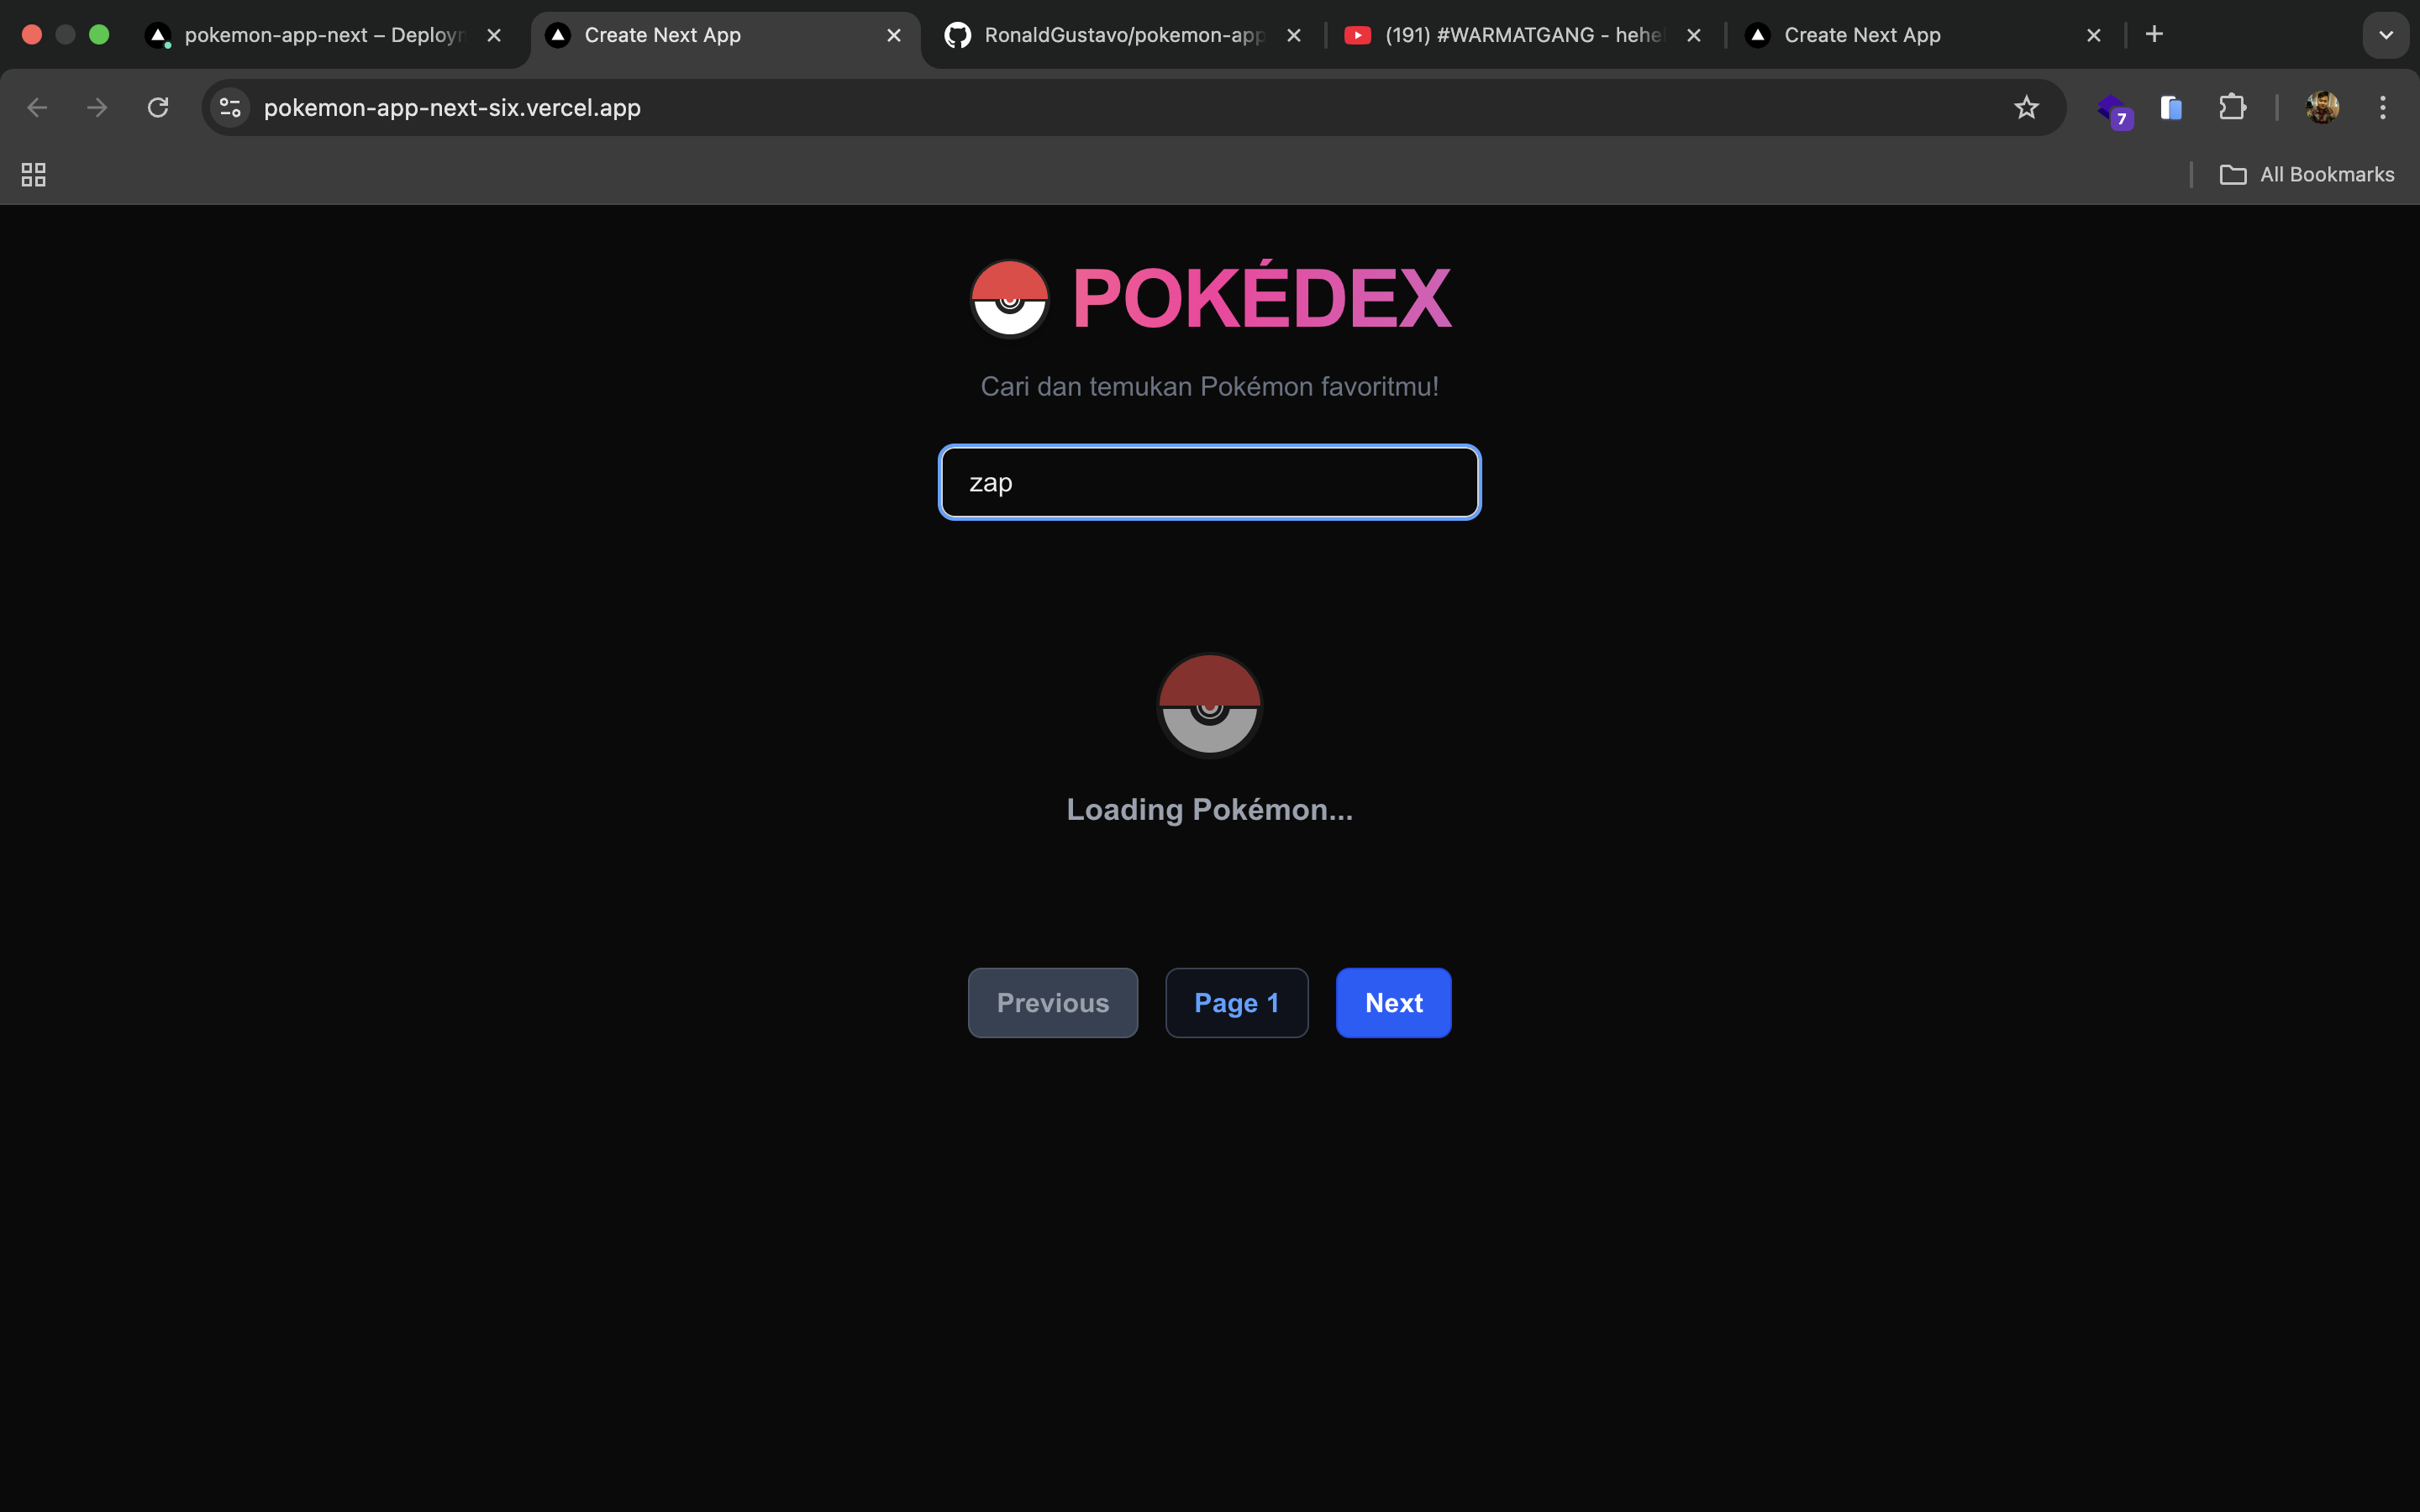 pokemon-app-next – Deploy
Create Next App
RonaldGustavo/pokemon-app
(191) #WARMATGANG - hehe
Create Next App
pokemon-app-next-six.vercel.app
7
All Bookmarks
POKÉDEX
Cari dan temukan Pokémon favoritmu!
zap
Loading Pokémon...
Previous
Page 1
Next